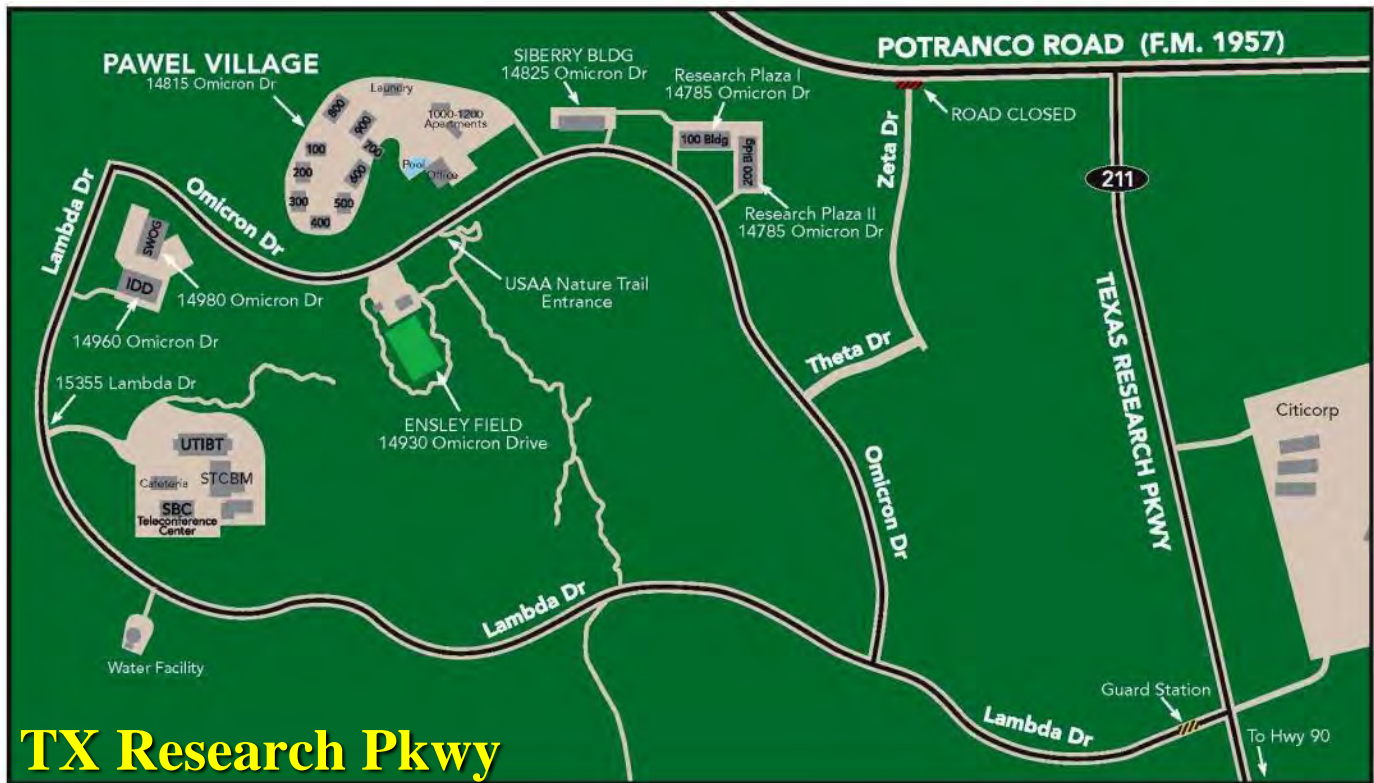 POTRANCO ROAD (F.M. 1957)
PAWEL VILLAGE
14815 Omicron Dr
SIBERRY BLDG
14825 Omicron Dr
Research Plaza I
14785 Omicron Dr
ROAD CLOSED
Laundry
800
900
1000-1200
Apartments
100
700
200
600
Pool
Office
300
500
400
100 Bldg
200 Bldg
Zeta Dr
211
Research Plaza II
14785 Omicron Dr
Lambda Dr
Omicron Dr
SWOG
IDD
14980 Omicron Dr
14960 Omicron Dr
USAA Nature Trail
Entrance
TEXAS RESEARCH PKWY
Theta Dr
15355 Lambda Dr
ENSLEY FIELD
14930 Omicron Drive
Citicorp
UTIBT
Cafeteria
STCBM
SBC
Teleconference
Center
Omicron Dr
Lambda Dr
Water Facility
Guard Station
Lambda Dr
To Hwy 90
TX Research Pkwy